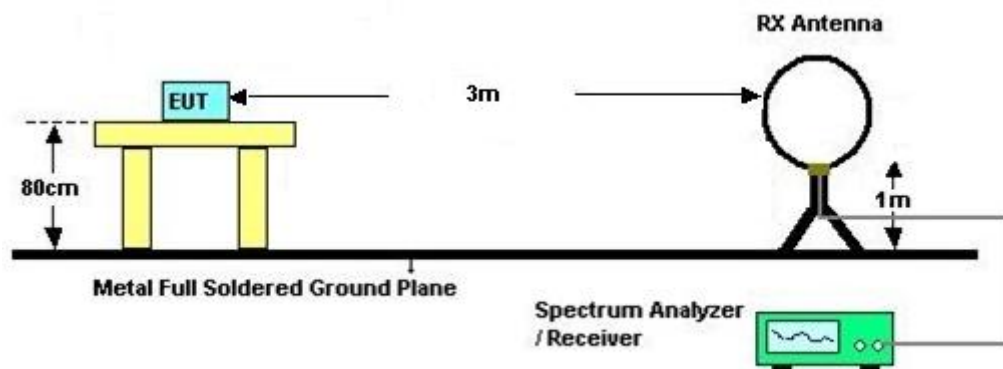 RX Antenna
EUT
3m
80cm
1m
Metal Full Soldered Ground Plane
Spectrum Analyzer
/ Receiver